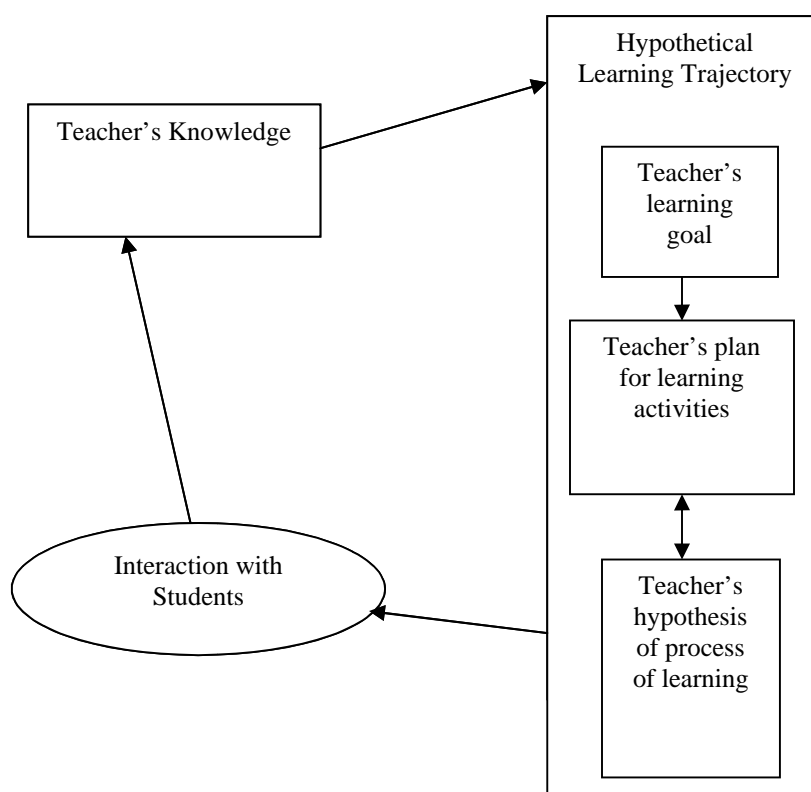 Hypothetical
Learning Trajectory
Teacher’s Knowledge
Teacher’s
learning
goal
Teacher’s plan
for learning
activities
Interaction with
Students
Teacher’s
hypothesis
of process
of learning